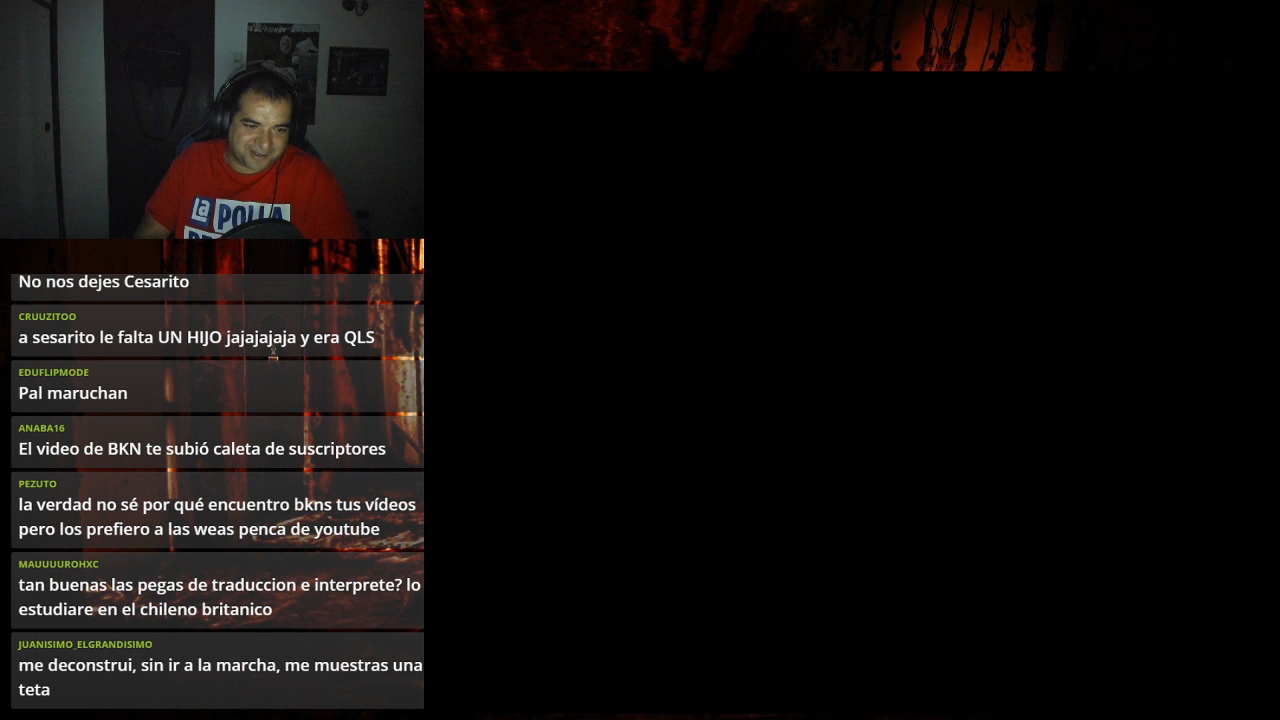 la POLLA
No nos dejes Cesarito
CRUUZITOO
a sesarito le falta UN HIJO jajajajaja y era QLS
EDUFLIPMODE
Pal maruchan
ANABA16
El video de BKN te subió caleta de suscriptores
PEZUTO
la verdad no sé por qué encuentro bkns tus vídeos
pero los prefiero a las weas penca de youtube
MAUUUUROHXC
tan buenas las pegas de traduccion e interprete? lo
estudiare en el chileno britanico
JUANISIMO_ELGRANDISIMO
me deconstrui, sin ir a la marcha, me muestras una
teta